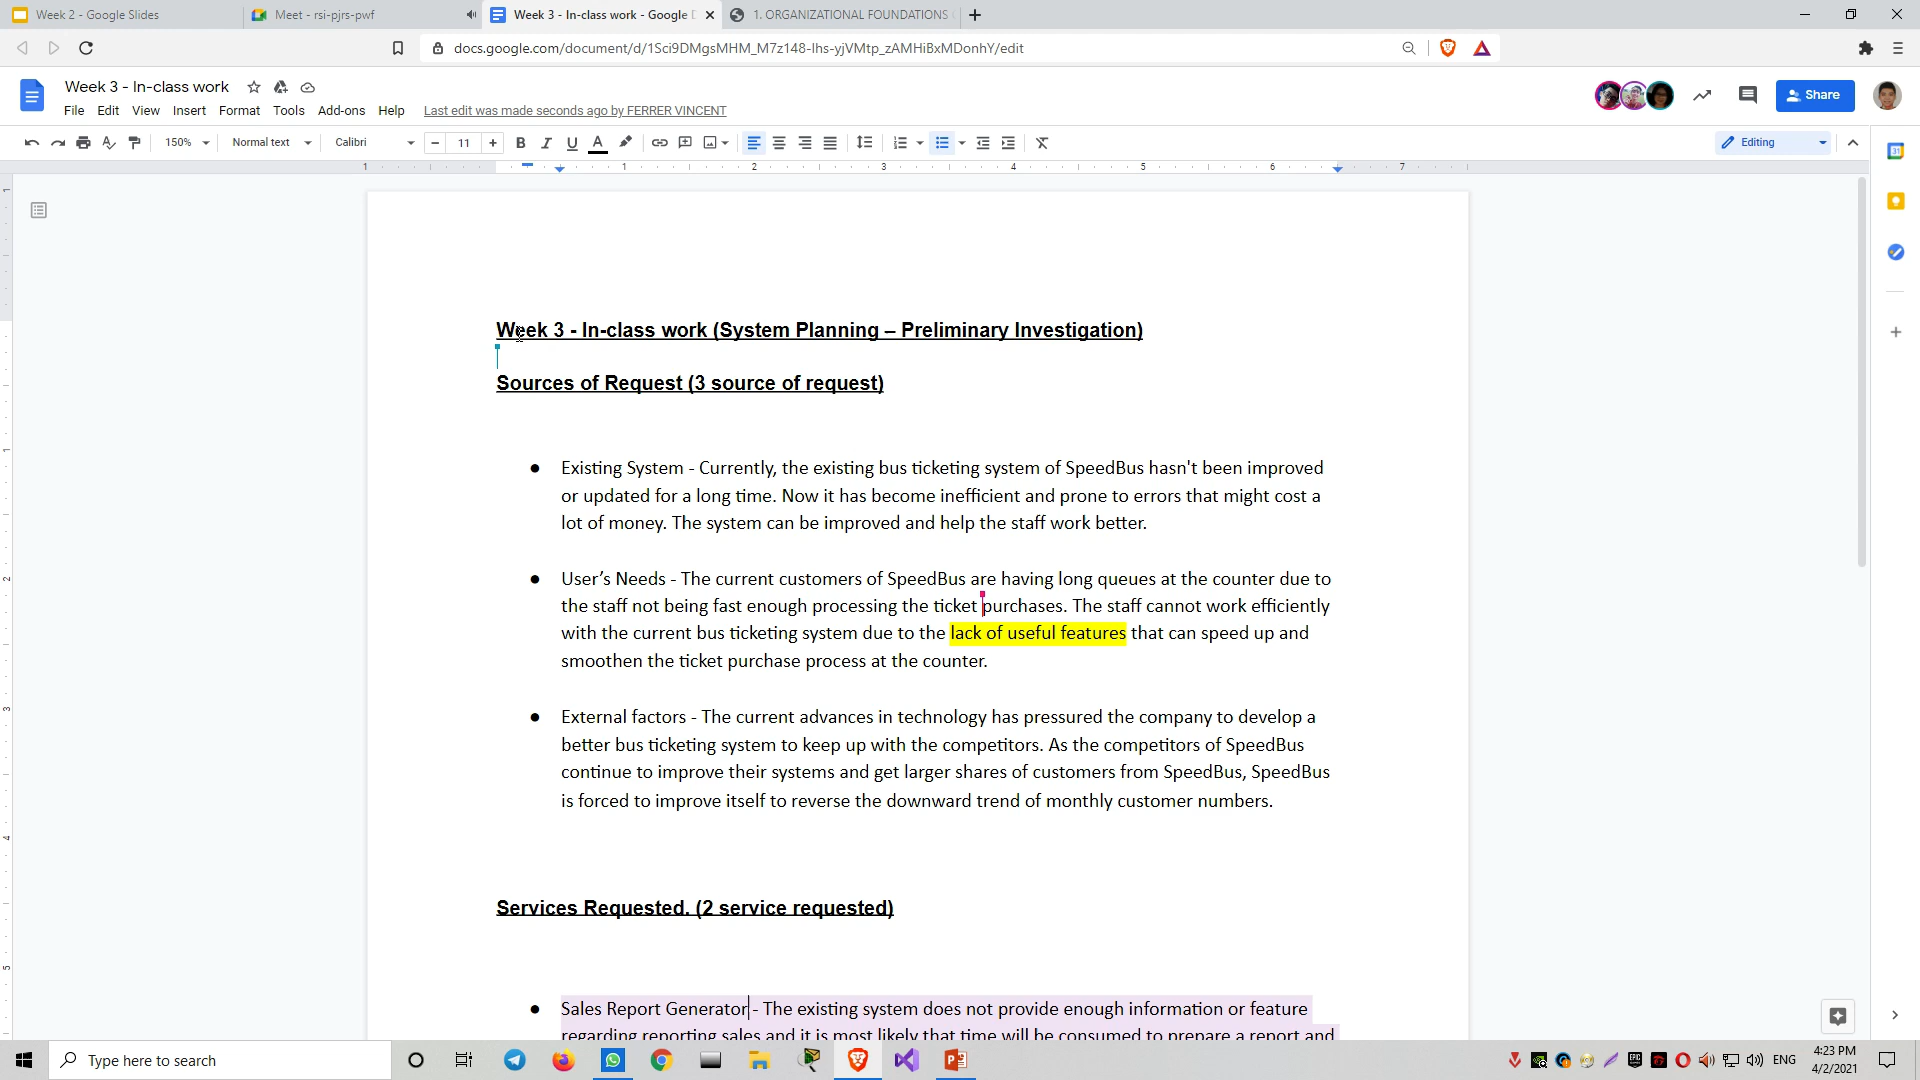 Week 2 - Google Slides
Meet - rsi-pjrs-pwf
Week 3 - In-class work - Google D
1. ORGANIZATIONAL FOUNDATIONS
docs.google.com/document/d/1Sci9DMgsMHM_M7z148-lhs-yjVMtp_zAMHiBxMDonhY/edit
Week 3 - In-class work
File Edit View Insert Format Tools Add-ons Help Last edit was made seconds ago by FERRER VINCENT
Share
150% Normal text Calibri 11 Editing
1 1 2 3 4 5 6 7
Week 3 - In-class work (System Planning – Preliminary Investigation)
Sources of Request (3 source of request)
● Existing System - Currently, the existing bus ticketing system of SpeedBus hasn't been improved
or updated for a long time. Now it has become inefficient and prone to errors that might cost a
lot of money. The system can be improved and help the staff work better.
● User’s Needs - The current customers of SpeedBus are having long queues at the counter due to
the staff not being fast enough processing the ticket purchases. The staff cannot work efficiently
with the current bus ticketing system due to the lack of useful features that can speed up and
smoothen the ticket purchase process at the counter.
● External factors - The current advances in technology has pressured the company to develop a
better bus ticketing system to keep up with the competitors. As the competitors of SpeedBus
continue to improve their systems and get larger shares of customers from SpeedBus, SpeedBus
is forced to improve itself to reverse the downward trend of monthly customer numbers.
Services Requested. (2 service requested)
● Sales Report Generator - The existing system does not provide enough information or feature
regarding reporting sales and it is most likely that time will be consumed to prepare a report and
Type here to search
ENG
4:23 PM
4/2/2021